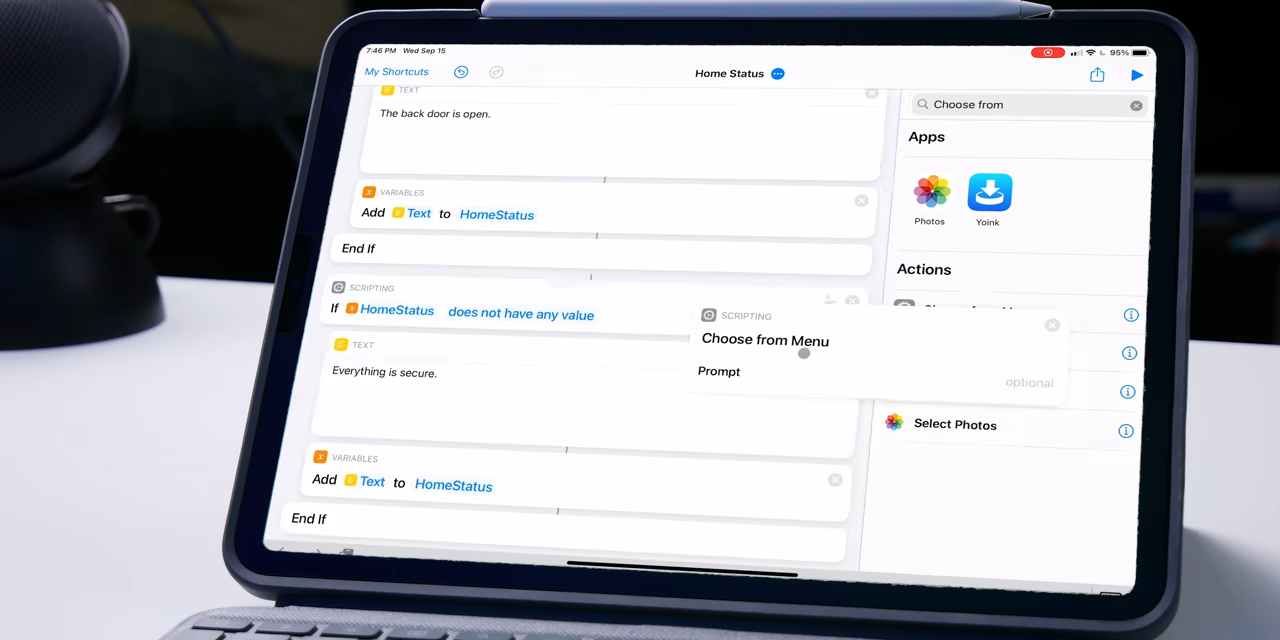 7:46 PM Wed Sep 15
95%
My Shortcuts
Home Status
TEXT
The back door is open.
VARIABLES
Add Text to HomeStatus
End If
SCRIPTING
If HomeStatus does not have any value
TEXT
Everything is secure.
VARIABLES
Add Text to HomeStatus
End If
SCRIPTING
Choose from Menu
Prompt
optional
Choose from
Apps
Photos
Yoink
Actions
Select Photos